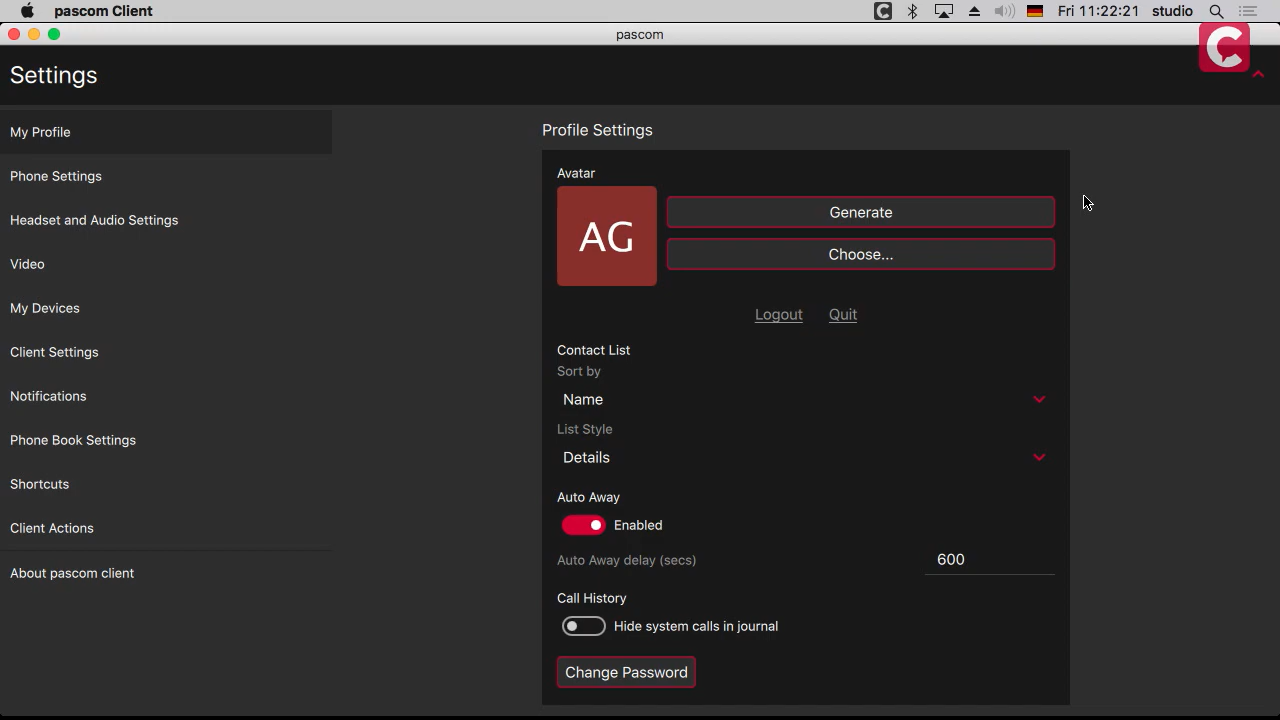 pascom Client
Fri 11:22:21 studio
pascom
Settings
My Profile
Phone Settings
Headset and Audio Settings
Video
My Devices
Client Settings
Notifications
Phone Book Settings
Shortcuts
Client Actions
About pascom client
Profile Settings
Avatar
AG
Generate
Choose...
Logout Quit
Contact List
Sort by
Name
List Style
Details
Auto Away
Enabled
Auto Away delay (secs) 600
Call History
Hide system calls in journal
Change Password